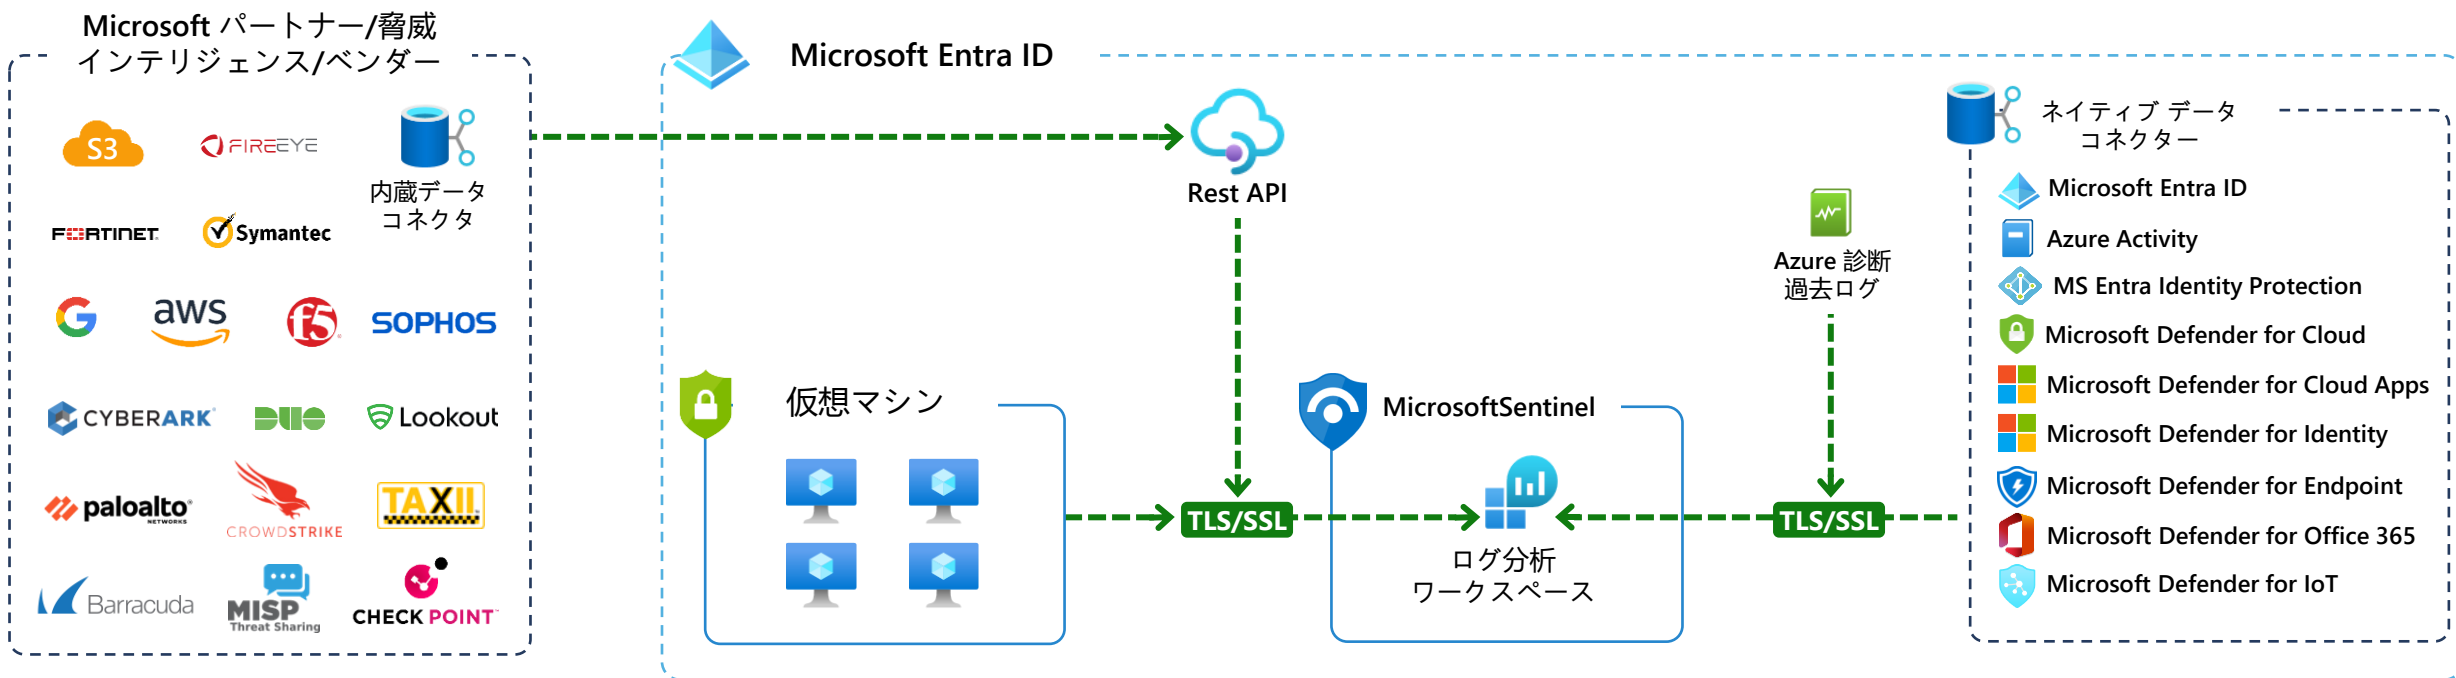 Microsoft パートナー/脅威
インテリジェンス/ベンダー
S3
FIREEYE
内蔵データ
コネクタ
FORTINET
Symantec
G
aws
f5
SOPHOS
CYBERARK
DUO
Lookout
paloalto
NETWORKS
CROWDSTRIKE
TAXII
Barracuda
MISP
Threat Sharing
CHECK POINT
Microsoft Entra ID
Rest API
仮想マシン
TLS/SSL
MicrosoftSentinel
ログ分析
ワークスペース
Azure 診断
過去ログ
TLS/SSL
ネイティブ データ
コネクター
Microsoft Entra ID
Azure Activity
MS Entra Identity Protection
Microsoft Defender for Cloud
Microsoft Defender for Cloud Apps
Microsoft Defender for Identity
Microsoft Defender for Endpoint
Microsoft Defender for Office 365
Microsoft Defender for IoT